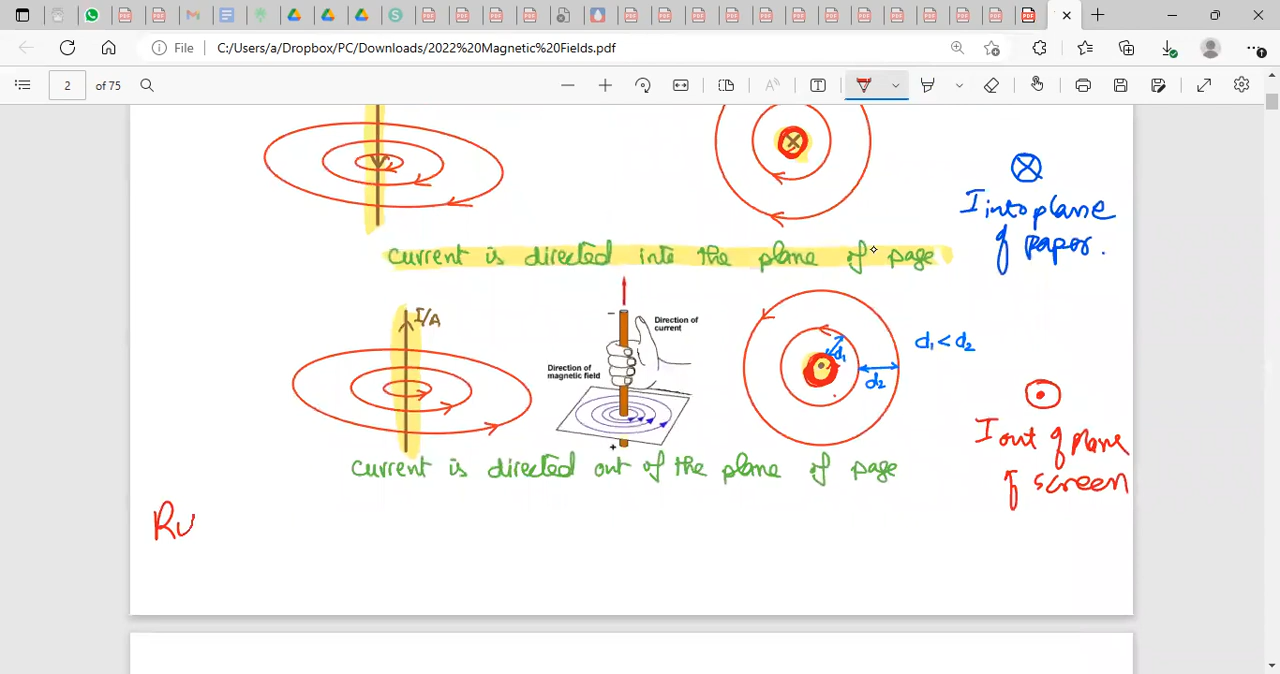 File
C:/Users/a/Dropbox/PC/Downloads/2022%20Magnetic%20Fields.pdf
2 of 75
I into plane
of paper.
current is directed into the plane of page
I/A
Direction of
current
Direction of
magnetic field
d1
d2
d1 < d2
I out of plane
of screen
current is directed out of the plane of page
Ru